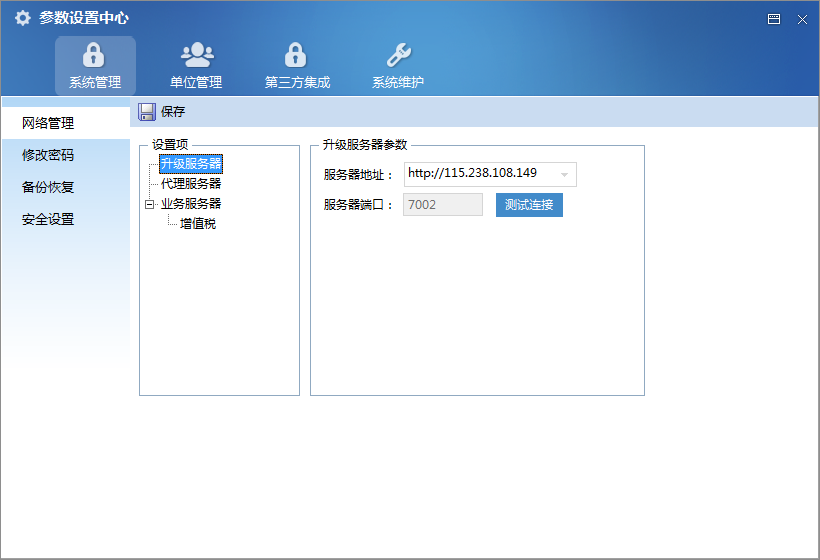 参数设置中心
系统管理
单位管理
第三方集成
系统维护
网络管理
修改密码
备份恢复
安全设置
保存
设置项
升级服务器
代理服务器
业务服务器
增值税
升级服务器参数
服务器地址： http://115.238.108.149
服务器端口： 7002 测试连接